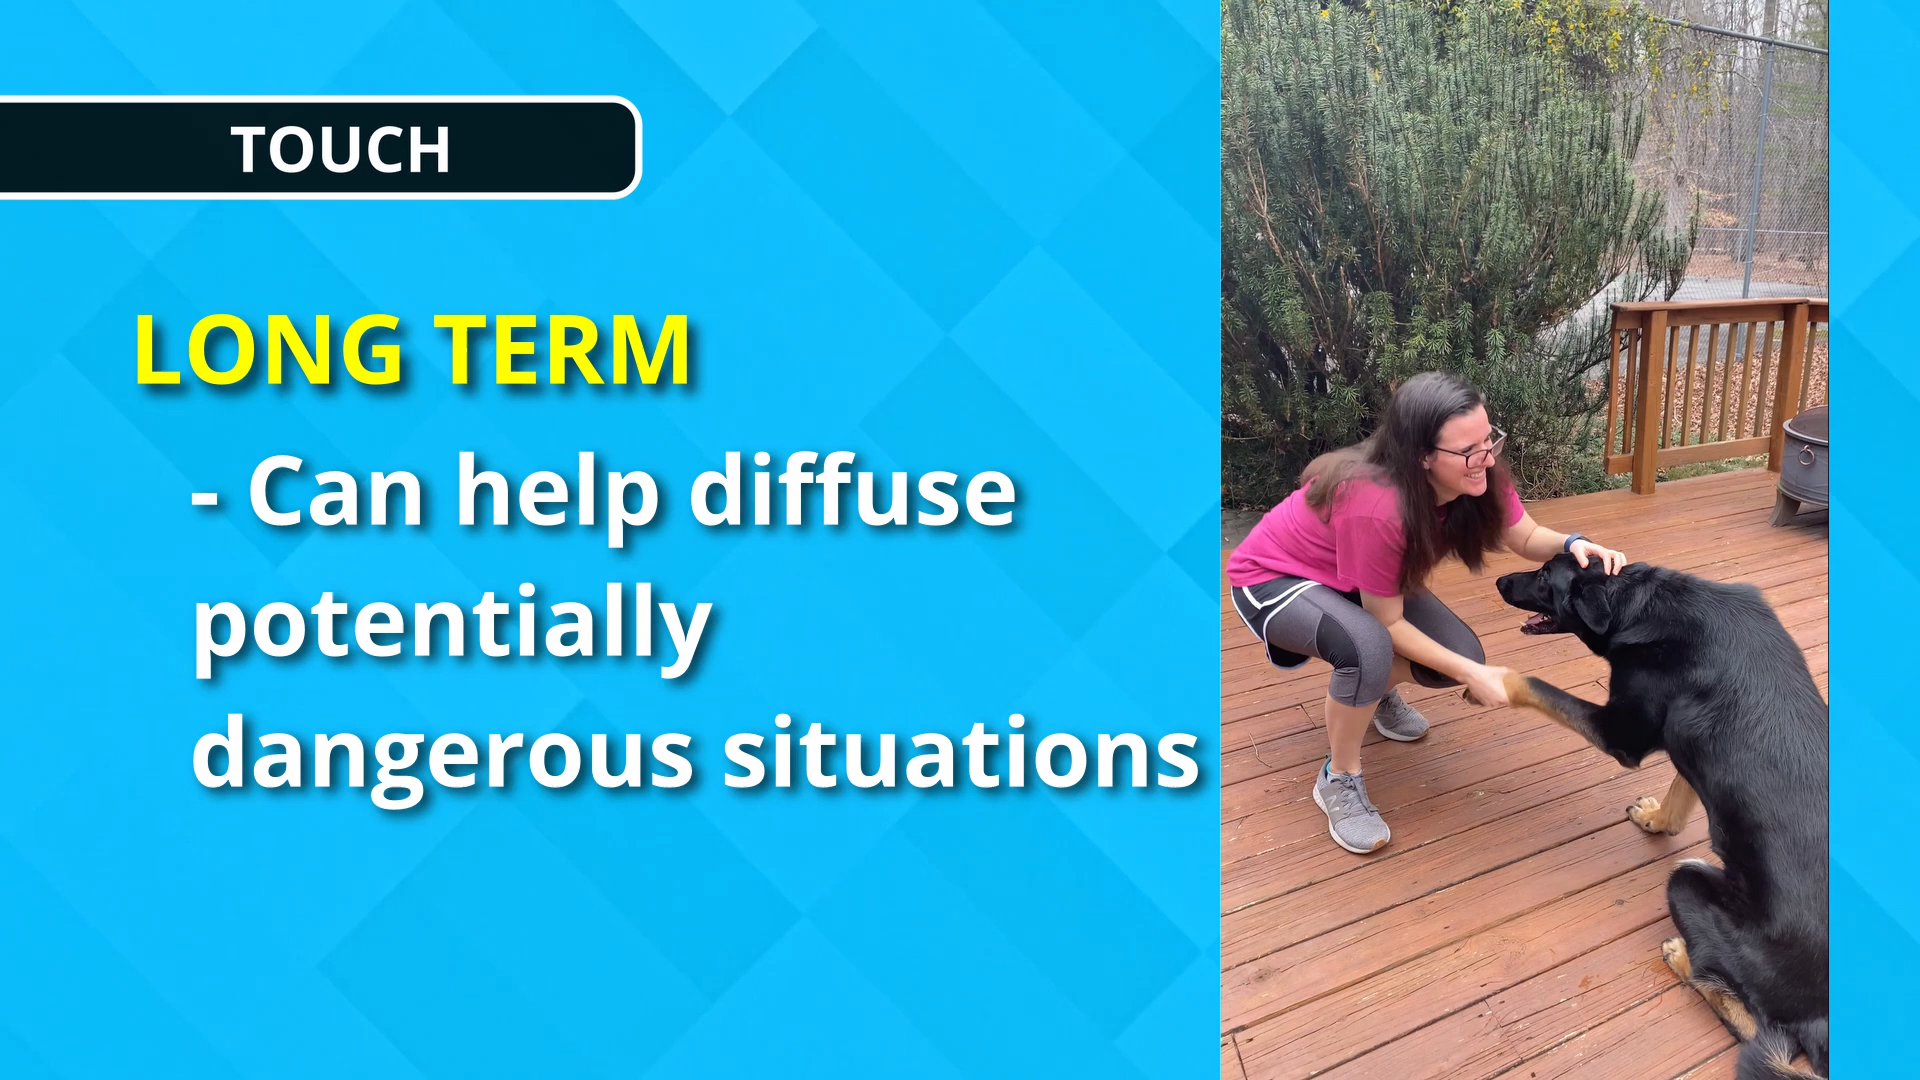 TOUCH
LONG TERM
- Can help diffuse
potentially
dangerous situations